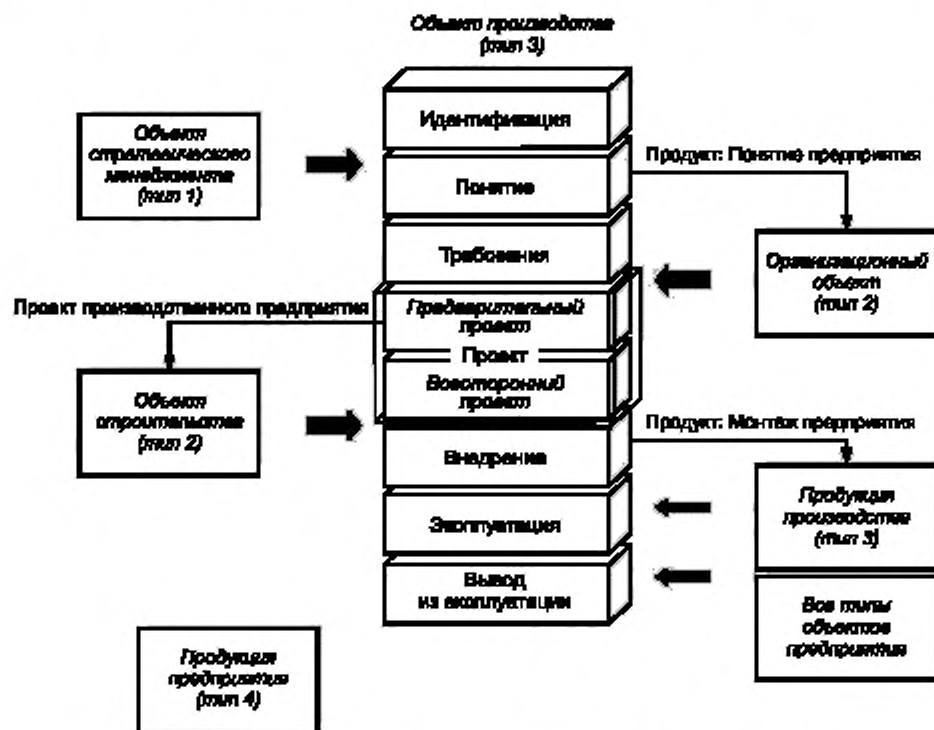 Объект производства
(тип 3)
Идентификация
Объект
стратегического
менеджмента
(тип 1)
Продукт: Понятие предприятия
Понятие
Требования
Организационный
объект
(тип 2)
Проект производственного предприятия
Предварительный
проект
Проект
Всесторонний
проект
Объект
строительства
(тип 2)
Продукт: Монтаж предприятия
Внедрение
Продукция
производства
(тип 3)
Эксплуатация
Вывод
из эксплуатации
Все типы
объектов
предприятия
Продукция
предприятия
(тип 4)